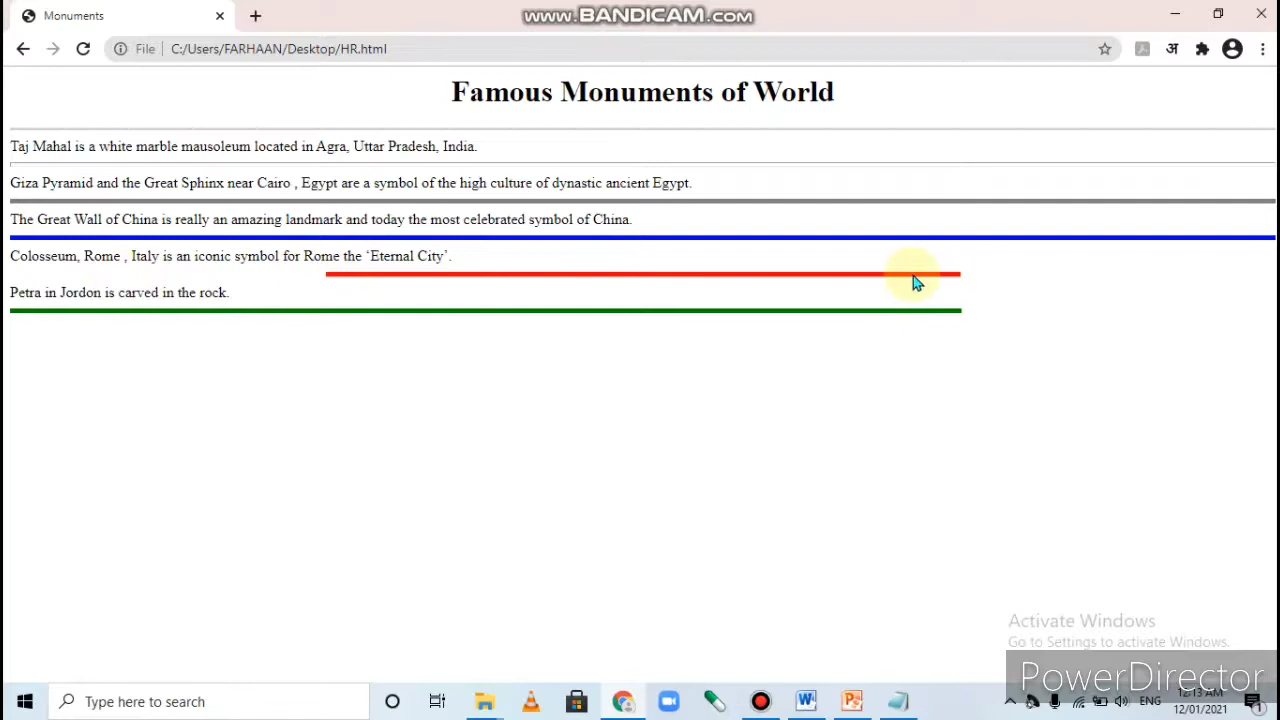 Monuments
www.BANDICAM.com
File
C:/Users/FARHAAN/Desktop/HR.html
अ
Famous Monuments of World
Taj Mahal is a white marble mausoleum located in Agra, Uttar Pradesh, India.
Giza Pyramid and the Great Sphinx near Cairo , Egypt are a symbol of the high culture of dynastic ancient Egypt.
The Great Wall of China is really an amazing landmark and today the most celebrated symbol of China.
Colosseum, Rome , Italy is an iconic symbol for Rome the ‘Eternal City’.
Petra in Jordon is carved in the rock.
Activate Windows
Go to Settings to activate Windows.
PowerDirector
Type here to search
ENG
12:13 AM
12/01/2021
1